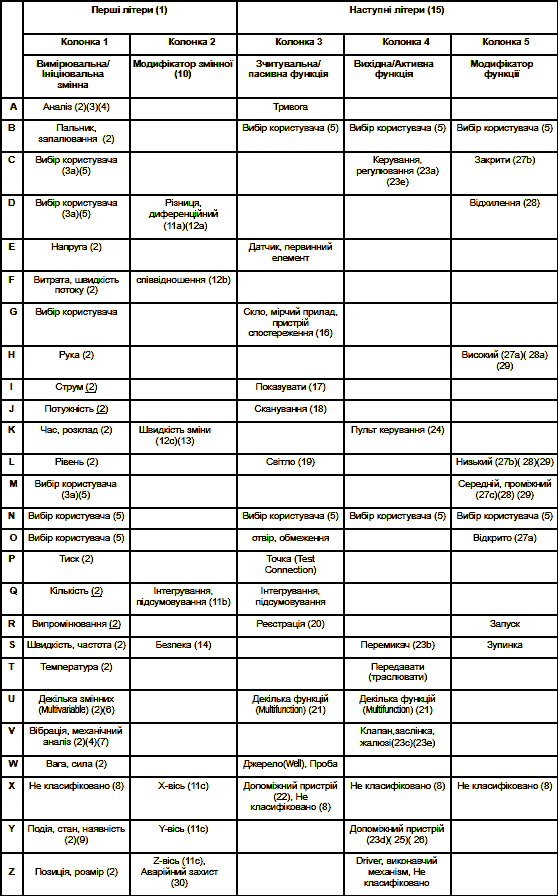 Перші літери (1) Наступні літери (15)
Колонка 1 Колонка 2 Колонка 3 Колонка 4 Колонка 5
Вимірювальна/ Модифікатор змінної Зчитувальна/ Вихідна/Активна Модифікатор
Ініціювальна (10) пасивна функція функція функції
змінна
A Аналіз (2)(3)(4) Тривога
B Пальник, Вибір користувача (5) Вибір користувача (5) Вибір користувача (5)
запалювання (2)
C Вибір користувача Керування, Закрити (27b)
(3a)(5) регулювання (23a)
(23e)
D Вибір користувача Різниця, Відхилення (28)
(3a)(5) диференційний
(11a)(12a)
E Напруга (2) Датчик, первинний
елемент
F Витрата, швидкість співвідношення (12b)
потоку (2)
G Вибір користувача Скло, мірчий прилад,
пристрій
спостереження (16)
H Рука (2) Високий (27a)( 28a)
(29)
I Струм (2) Показувати (17)
J Потужність (2) Сканування (18)
K Час, розклад (2) Швидкість зміни Пульт керування (24)
(12c)(13)
L Рівень (2) Світло (19) Низький (27b)( 28)(29)
M Вибір користувача Середній, проміжний
(3a)(5) (27c)(28) (29)
N Вибір користувача (5) Вибір користувача (5) Вибір користувача (5) Вибір користувача (5)
O Вибір користувача (5) отвір, обмеження Відкрито (27a)
P Тиск (2) Точка (Test
Connection)
Q Кількість (2) Інтегрування, Інтегрування,
підсумовування (11b) підсумовування
R Випромінювання (2) Реєстрація (20) Запуск
S Швидкість, частота (2) Безпека (14) Перемикач (23b) Зупинка
T Температура (2) Передавати
(траслювати)
U Декілька змінних Декілька функцій Декілька функцій
(Multivariable) (2)(6) (Multifunction) (21) (Multifunction) (21)
V Вібрація, механічний Клапан,заслінка,
аналіз (2)(4)(7) жалюзі(23c)(23e)
W Вага, сила (2) Джерело(Well), Проба
X Не класифіковано (8) X-вісь (11c) Допоміжний пристрій Не класифіковано (8) Не класифіковано (8)
(22), Не
класифіковано (8)
Y Подія, стан, наявність Y-вісь (11c) Допоміжний пристрій
(2)(9) (23d)( 25)( 26)
Z Позиція, розмір (2) Z-вісь (11c), Driver, виконавчий
Аварійний захист механізм, Не
(30) класифіковано